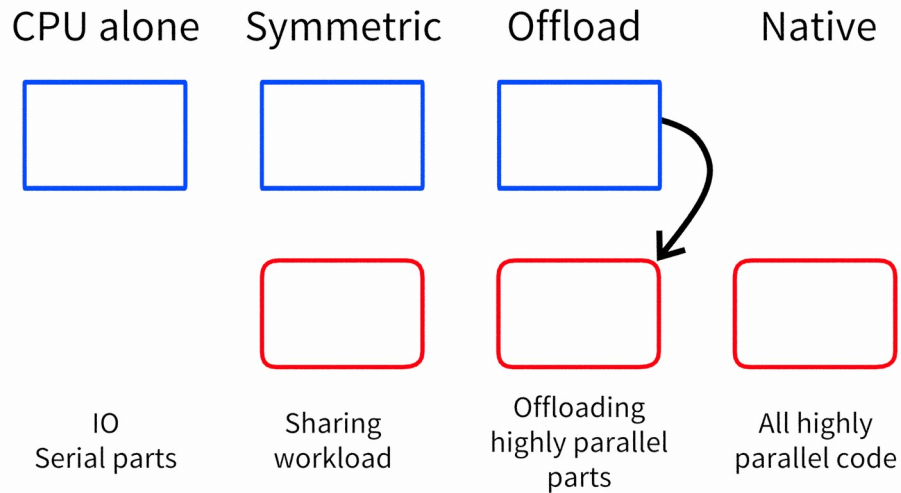 CPU alone
Symmetric
Offload
Native
IO
Serial parts
Sharing
workload
Offloading
highly parallel
parts
All highly
parallel code